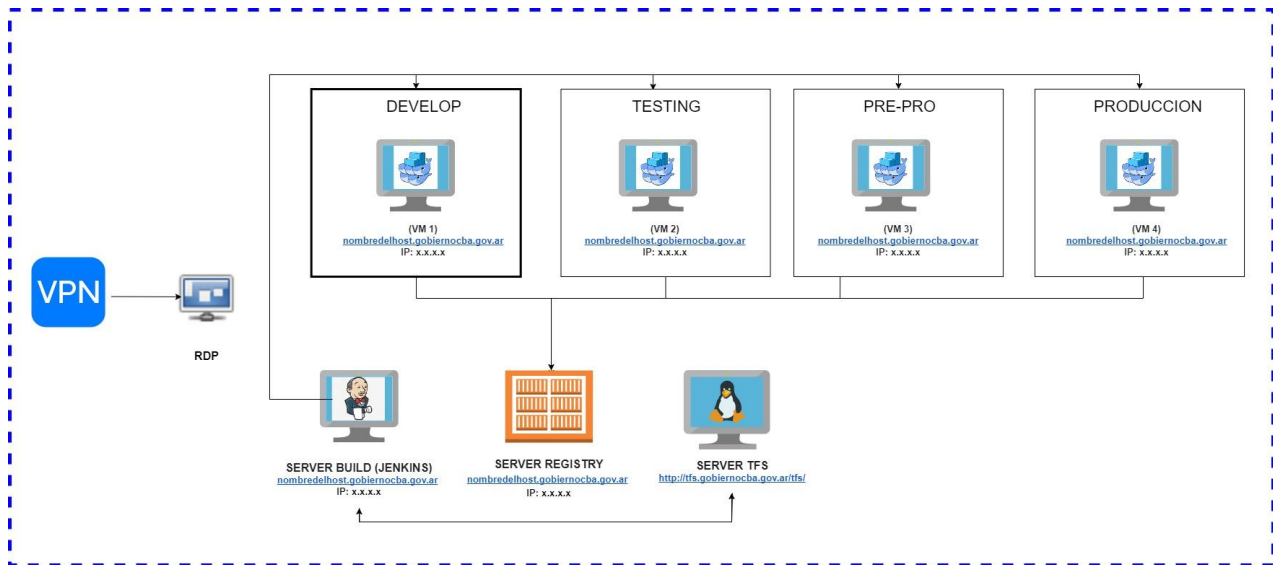 DEVELOP
(VM 1)
nombredelhost.gobiernocba.gov.ar
IP: x.x.x.x
TESTING
(VM 2)
nombredelhost.gobiernocba.gov.ar
IP: x.x.x.x
PRE-PRO
(VM 3)
nombredelhost.gobiernocba.gov.ar
IP: x.x.x.x
PRODUCCION
(VM 4)
nombredelhost.gobiernocba.gov.ar
IP: x.x.x.x
VPN
RDP
SERVER BUILD (JENKINS)
nombredelhost.gobiernocba.gov.ar
IP: x.x.x.x
SERVER REGISTRY
nombredelhost.gobiernocba.gov.ar
IP: x.x.x.x
SERVER TFS
http://tfs.gobiernocba.gov.ar/tfs/